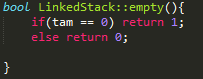 bool LinkedStack::empty(){
if(tam == 0) return 1;
else return 0;
}